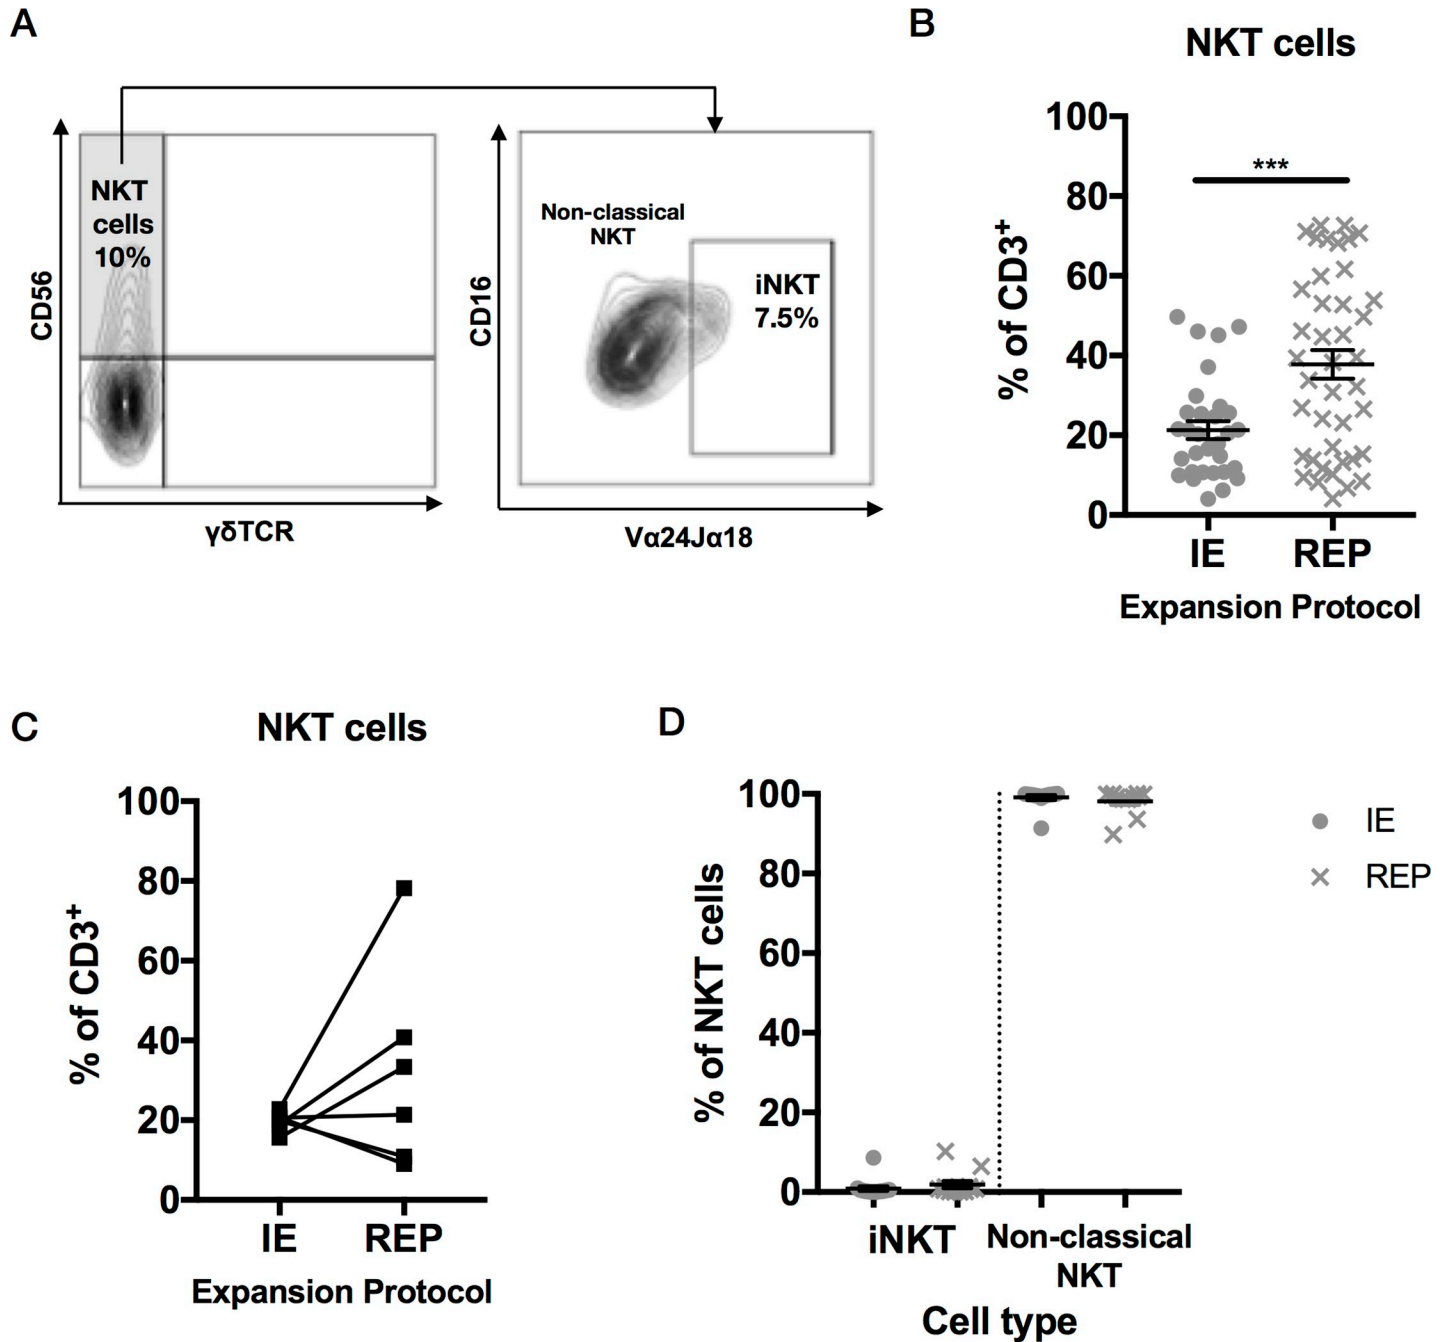 A
NKT
cells
10%
CD56
γδTCR
Non-classical
NKT
iNKT
7.5%
CD16
Vα24Jα18
B
NKT cells
***
% of CD3+
100
80
60
40
20
0
IE
REP
Expansion Protocol
C
NKT cells
% of CD3+
100
80
60
40
20
0
IE
REP
Expansion Protocol
D
% of NKT cells
100
80
60
40
20
0
iNKT
Non-classical
NKT
Cell type
IE
REP